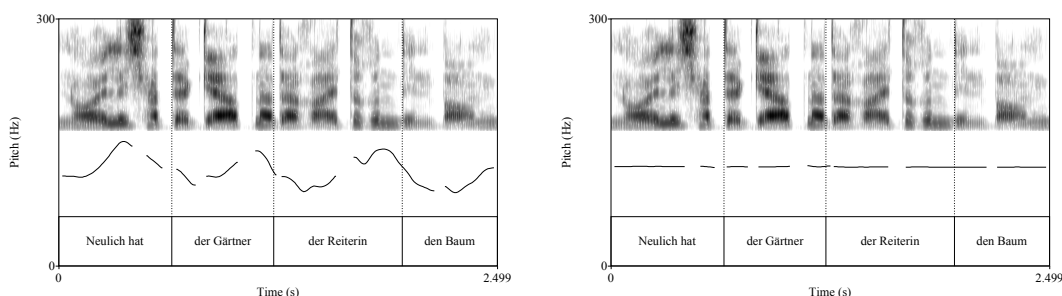 300
Pitch (Hz)
Neulich hat
der Gärtner
der Reiterin
den Baum
0
0
2.499
Time (s)
300
Pitch (Hz)
Neulich hat
der Gärtner
der Reiterin
den Baum
0
0
2.499
Time (s)